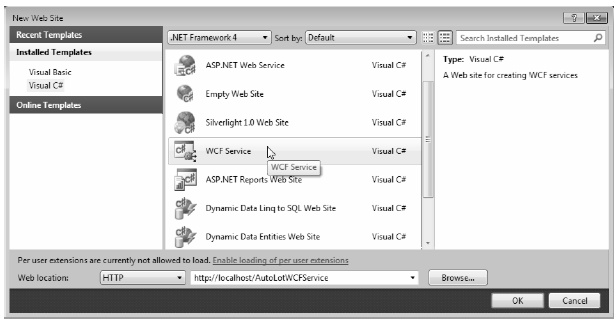 New Web Site
Recent Templates
.NET Framework 4
Sort by: Default
Search Installed Templates
Installed Templates
Visual Basic
Visual C#
Online Templates
ASP.NET Web Service Visual C#
Empty Web Site Visual C#
Silverlight 1.0 Web Site Visual C#
WCF Service Visual C#
WCF Service
ASP.NET Reports Web Site Visual C#
Dynamic Data Linq to SQL Web Site Visual C#
Dynamic Data Entities Web Site Visual C#
Type: Visual C#
A Web site for creating WCF services
Per user extensions are currently not allowed to load. Enable loading of per user extensions
Web location: HTTP http://localhost/AutoLotWCFService Browse...
OK Cancel